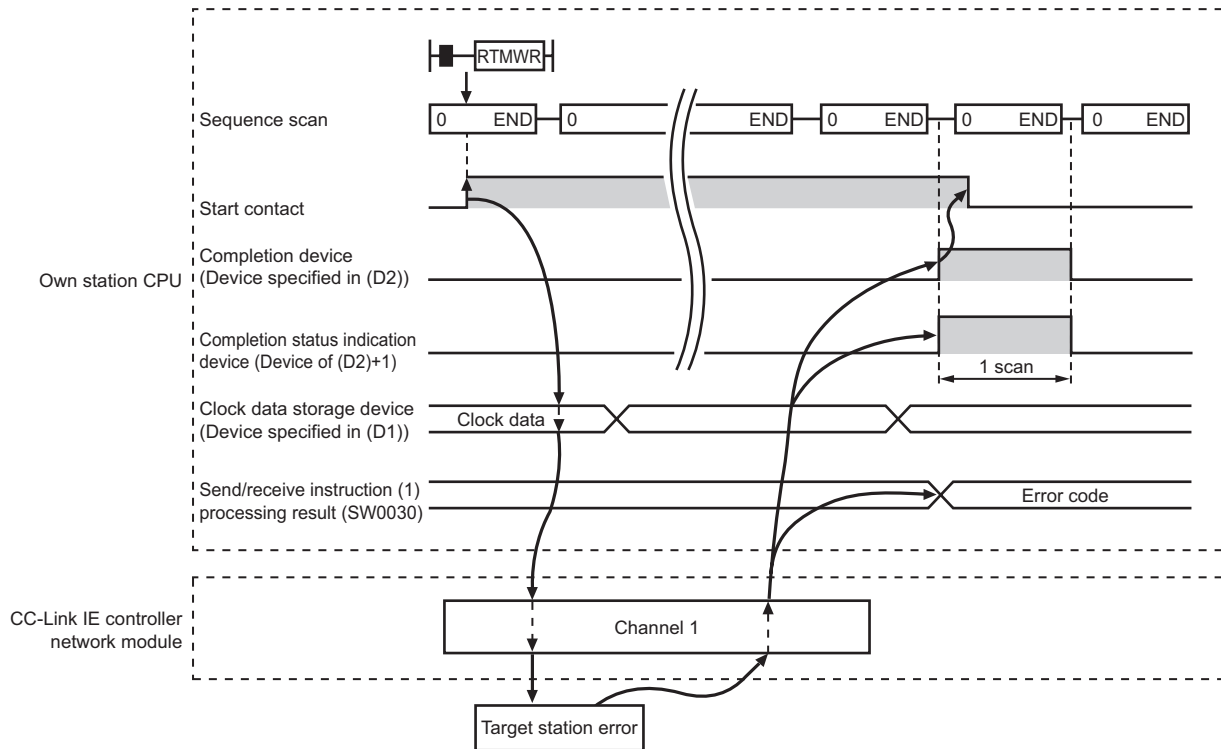 RTMWR
Sequence scan
0 END 0 END 0 END 0 END 0 END
Start contact
Own station CPU
Completion device
(Device specified in (D2))
Completion status indication
device (Device of (D2)+1)
1 scan
Clock data storage device
(Device specified in (D1))
Clock data
Send/receive instruction (1)
processing result (SW0030)
Error code
CC-Link IE controller
network module
Channel 1
Target station error